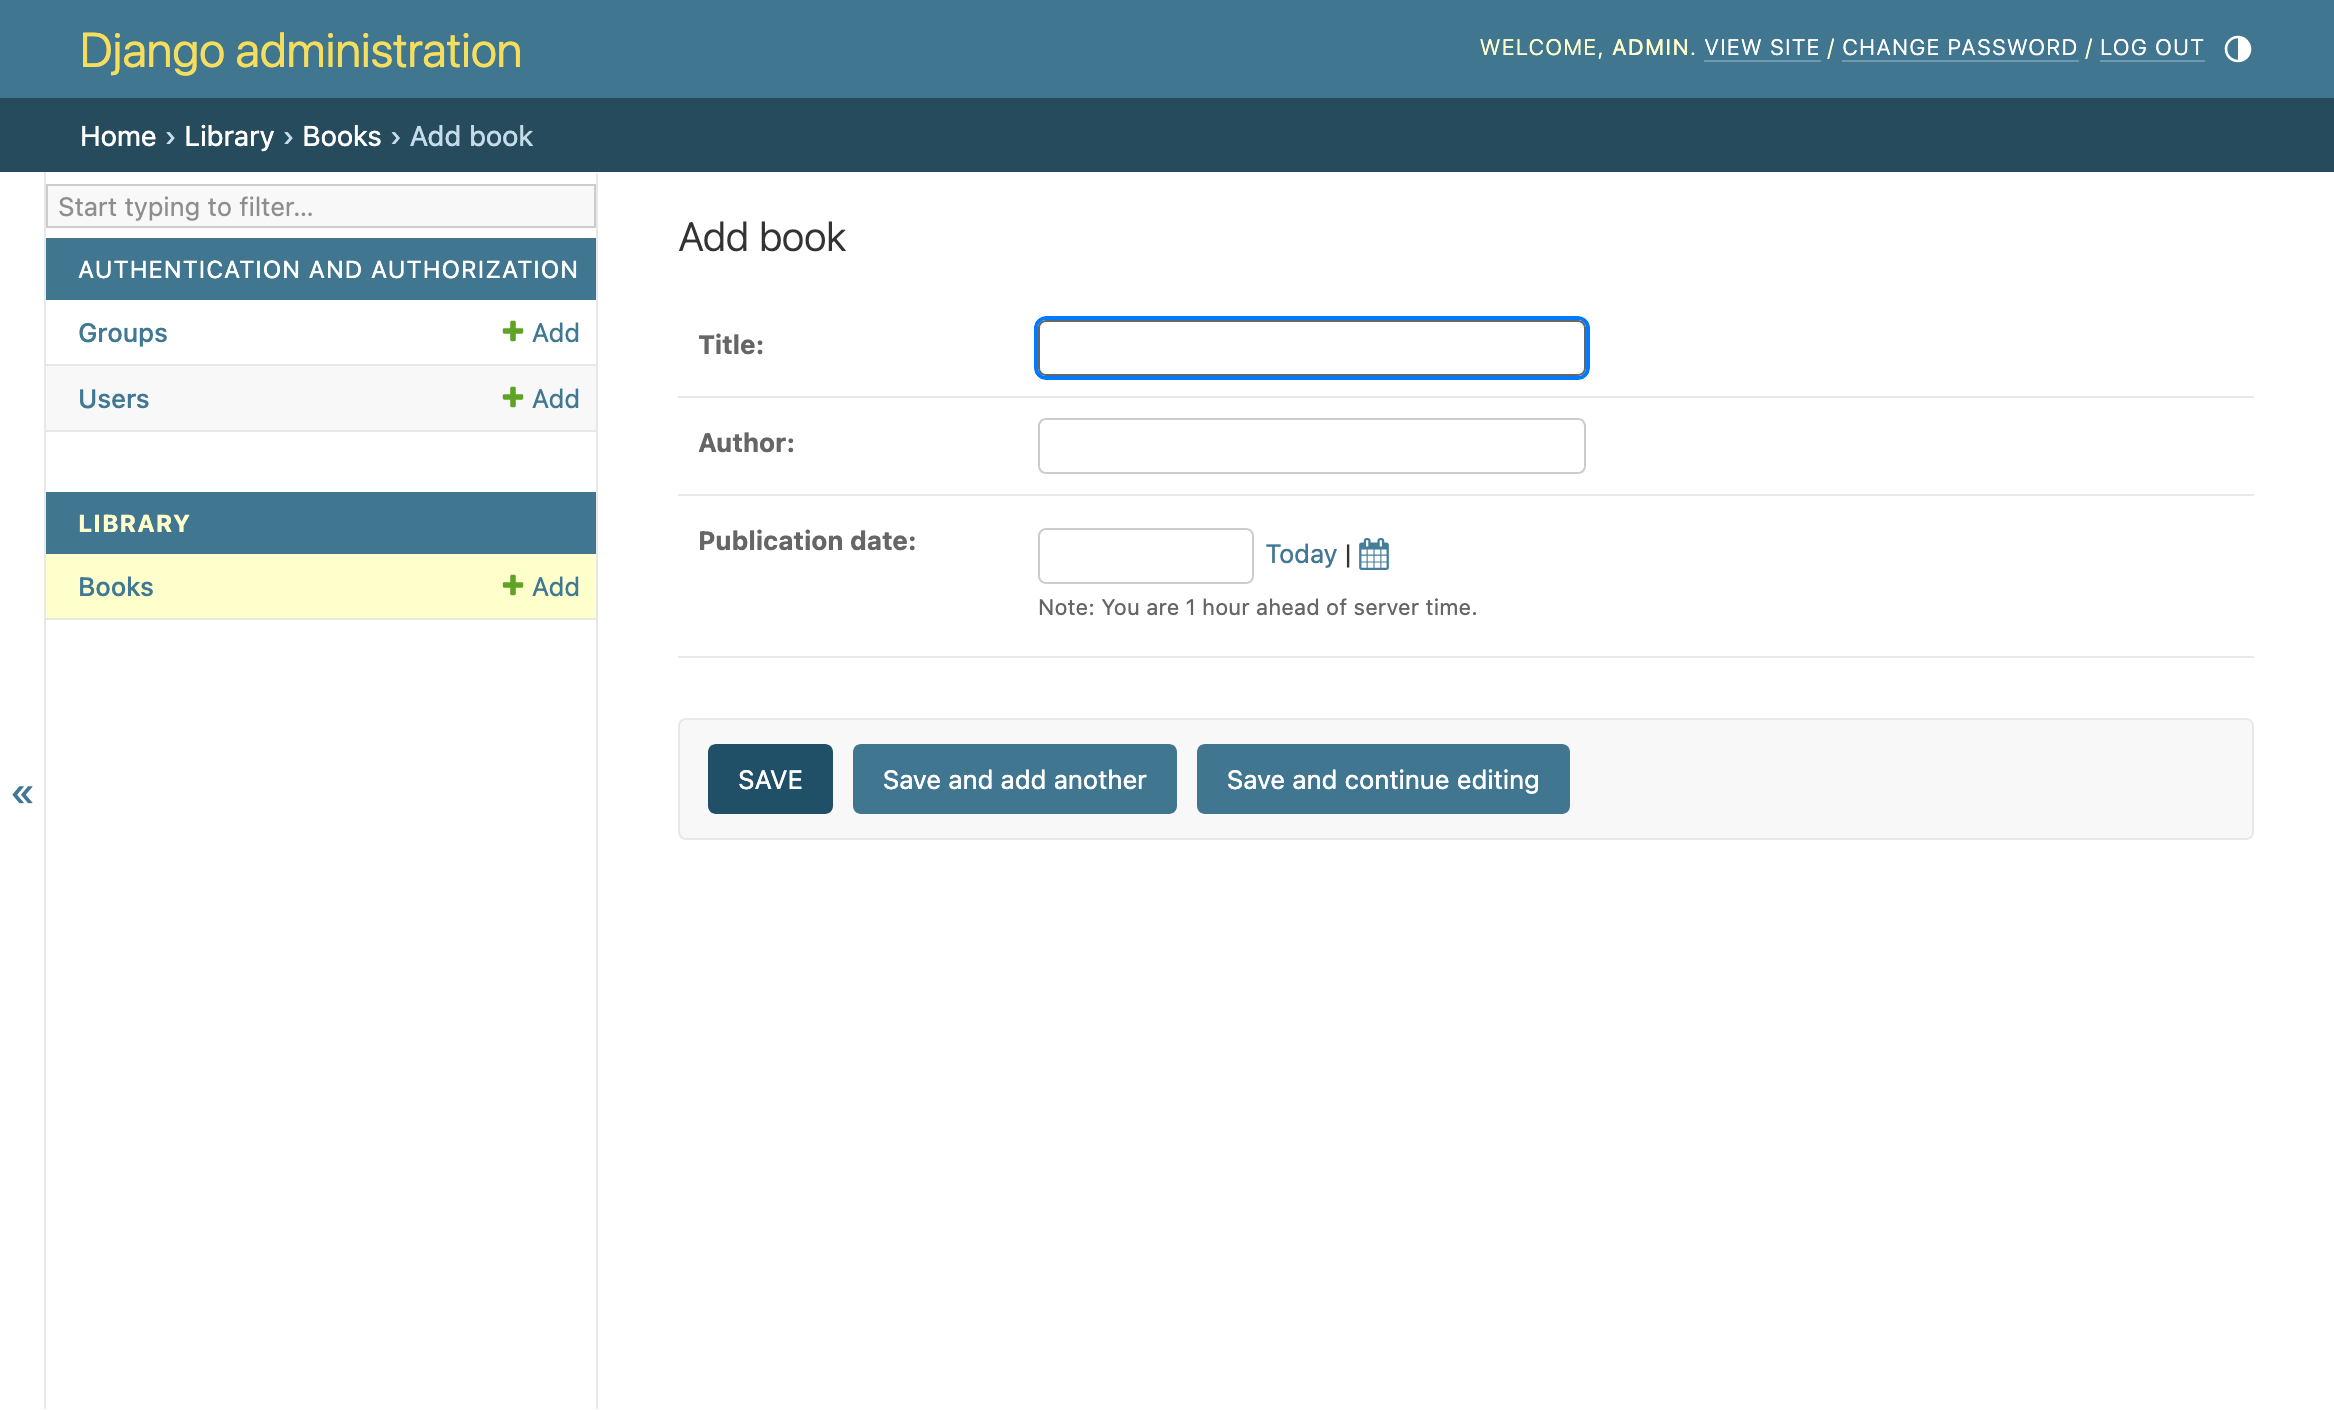 Django administration
WELCOME, ADMIN. VIEW SITE / CHANGE PASSWORD / LOG OUT
Home › Library › Books › Add book
Start typing to filter...
AUTHENTICATION AND AUTHORIZATION
Groups Add
Users Add
LIBRARY
Books Add
«
Add book
Title:
Author:
Publication date: Today |
Note: You are 1 hour ahead of server time.
SAVE Save and add another Save and continue editing